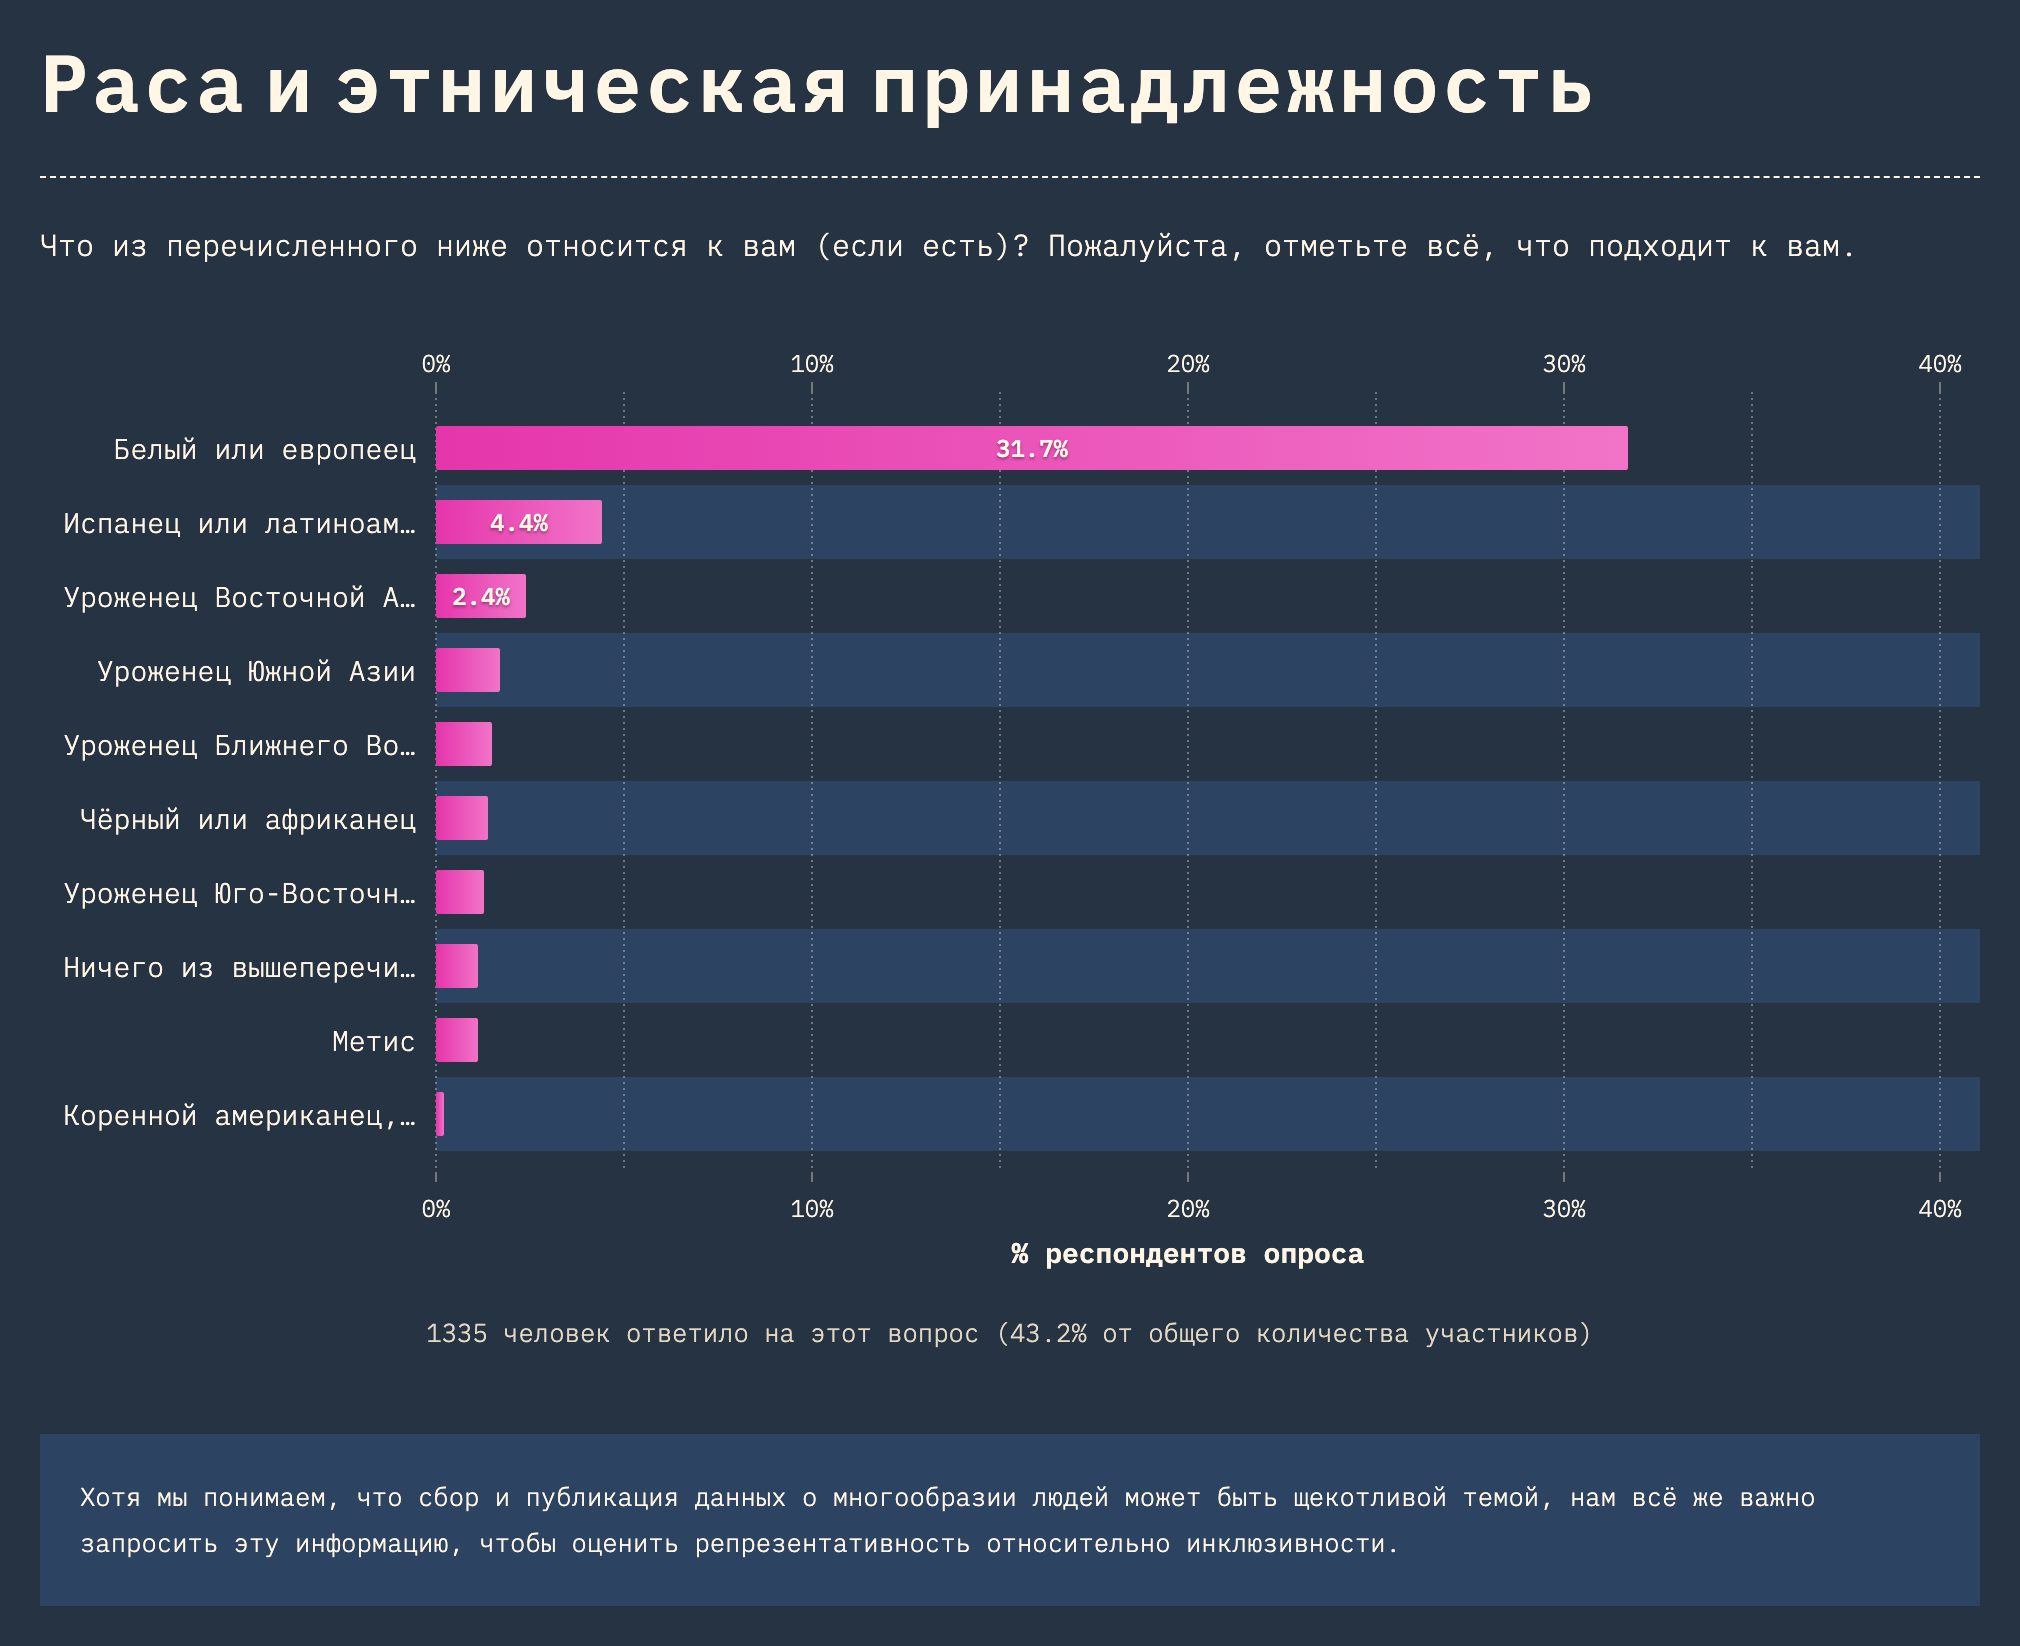 Раса и этническая принадлежность
Что из перечисленного ниже относится к вам (если есть)? Пожалуйста, отметьте всё, что подходит к вам.
0% 10% 20% 30% 40%
Белый или европеец 31.7%
Испанец или латиноам… 4.4%
Уроженец Восточной А… 2.4%
Уроженец Южной Азии
Уроженец Ближнего Во…
Чёрный или африканец
Уроженец Юго-Восточн…
Ничего из вышеперечи…
Метис
Коренной американец,…
0% 10% 20% 30% 40%
% респондентов опроса
1335 человек ответило на этот вопрос (43.2% от общего количества участников)
Хотя мы понимаем, что сбор и публикация данных о многообразии людей может быть щекотливой темой, нам всё же важно
запросить эту информацию, чтобы оценить репрезентативность относительно инклюзивности.